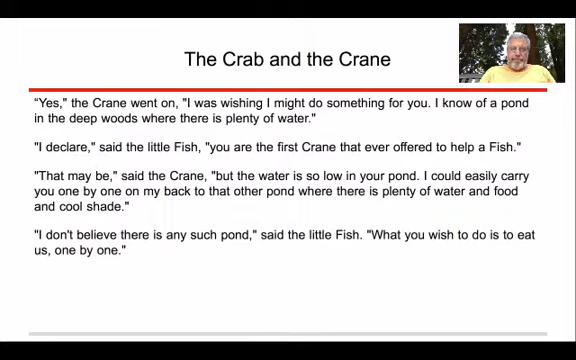 The Crab and the Crane
“Yes," the Crane went on, "I was wishing I might do something for you. I know of a pond
in the deep woods where there is plenty of water."
"I declare," said the little Fish, "you are the first Crane that ever offered to help a Fish."
"That may be," said the Crane, "but the water is so low in your pond. I could easily carry
you one by one on my back to that other pond where there is plenty of water and food
and cool shade."
"I don't believe there is any such pond," said the little Fish. "What you wish to do is to eat
us, one by one."